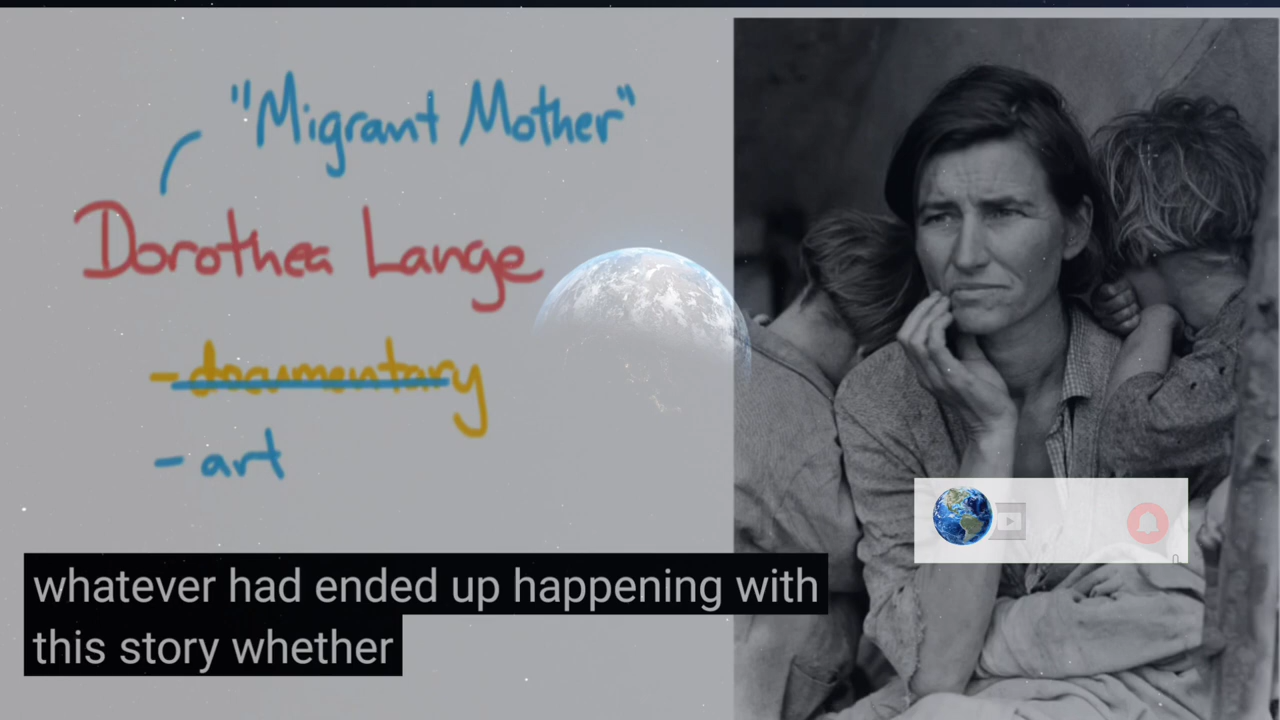 "Migrant Mother"
Dorothea Lange
- documentary
- art
whatever had ended up happening with
this story whether